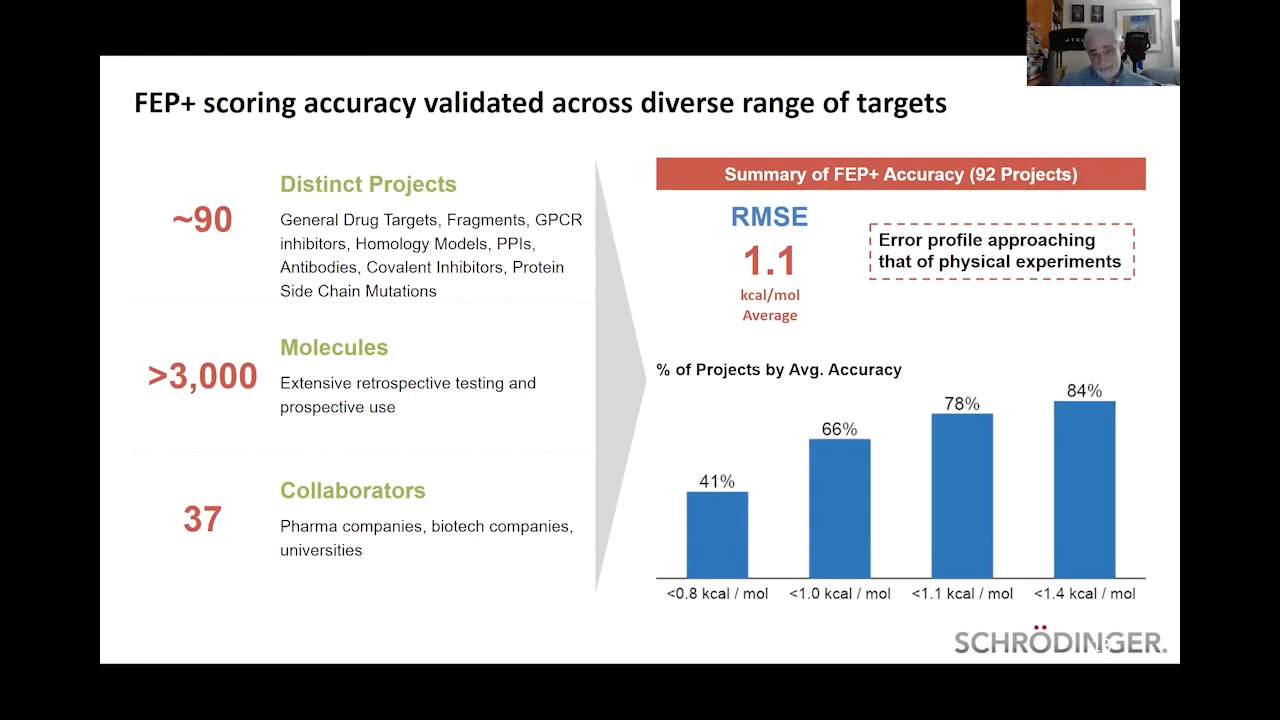 FEP+ scoring accuracy validated across diverse range of targets
~90
Distinct Projects
General Drug Targets, Fragments, GPCR
inhibitors, Homology Models, PPIs,
Antibodies, Covalent Inhibitors, Protein
Side Chain Mutations
>3,000
Molecules
Extensive retrospective testing and
prospective use
37
Collaborators
Pharma companies, biotech companies,
universities
Summary of FEP+ Accuracy (92 Projects)
RMSE
1.1
kcal/mol
Average
Error profile approaching
that of physical experiments
% of Projects by Avg. Accuracy
41%
66%
78%
84%
<0.8 kcal / mol
<1.0 kcal / mol
<1.1 kcal / mol
<1.4 kcal / mol
SCHRÖDINGER.